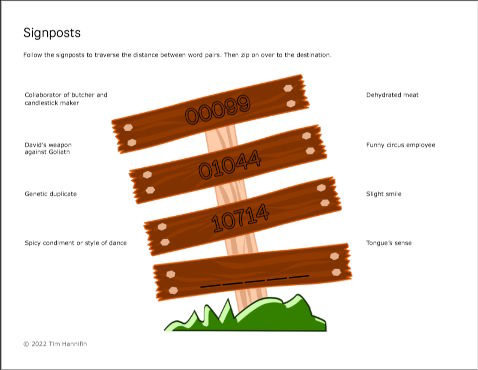 Signposts
Follow the signposts to traverse the distance between word pairs. Then zip on over to the destination.
Collaborator of butcher and
candlestick maker
Dehydrated meat
00099
David's weapon
against Goliath
Funny circus employee
01044
Genetic duplicate
Slight smile
10714
Spicy condiment or style of dance
Tongue's sense
© 2022 Tim Hannifin